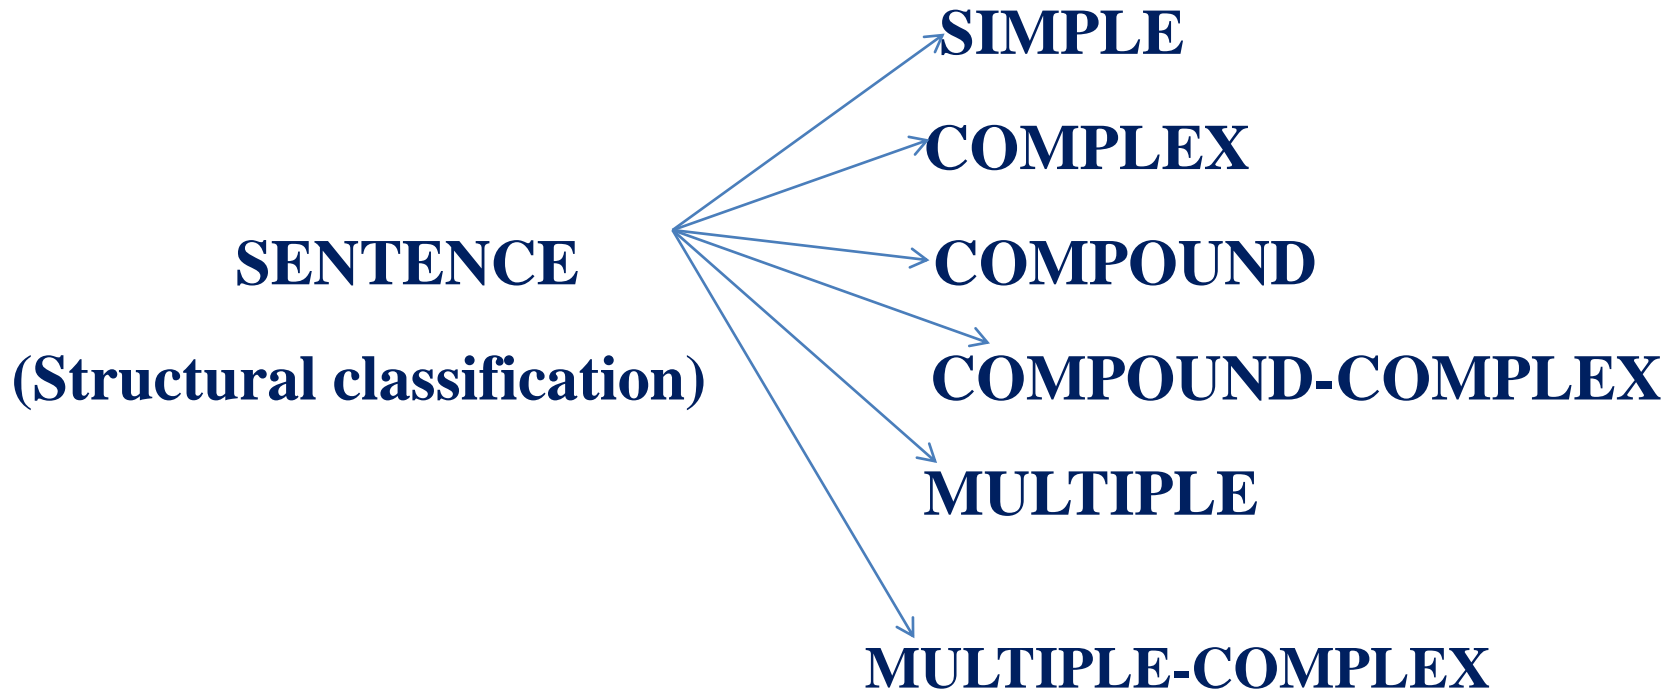 SIMPLE
COMPLEX
SENTENCE COMPOUND
(Structural classification) COMPOUND-COMPLEX
MULTIPLE
MULTIPLE-COMPLEX